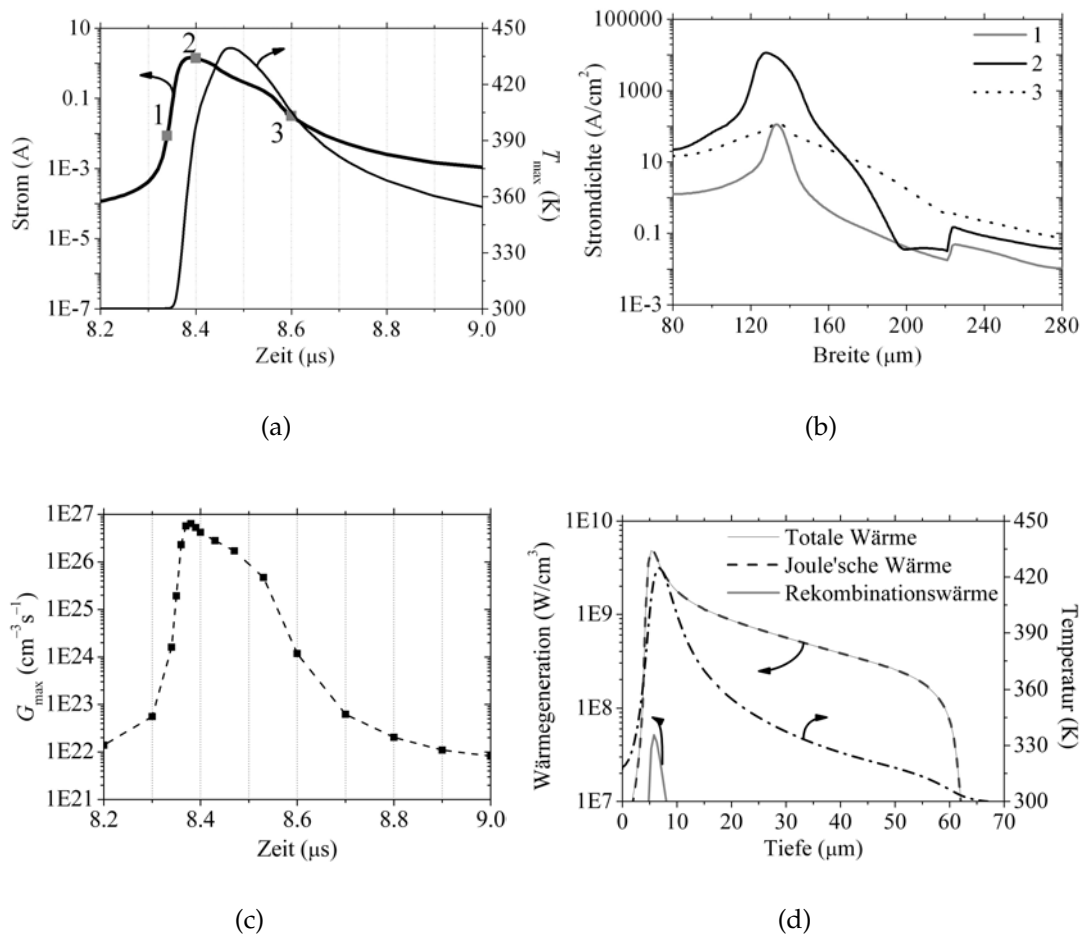 450
420
390
360
330
300
T_max (K)
0.1
1E-3
1E-5
1E-7
Strom (A)
8.2 8.4 8.6 8.8 9.0
Zeit (μs)
1
2
3
(a)
100000
1000
10
0.1
1E-3
Stromdichte (A/cm²)
80 120 160 200 240 280
Breite (μm)
1
2
3
(b)
1E27
1E26
1E25
1E24
1E23
1E22
1E21
G_max (cm⁻³ s⁻¹)
8.2 8.4 8.6 8.8 9.0
Zeit (μs)
(c)
1E10
1E9
1E8
1E7
Wärmegeneration (W/cm³)
Totale Wärme
Joule'sche Wärme
Rekombinationswärme
450
420
390
360
330
300
Temperatur (K)
0 10 20 30 40 50 60 70
Tiefe (μm)
(d)